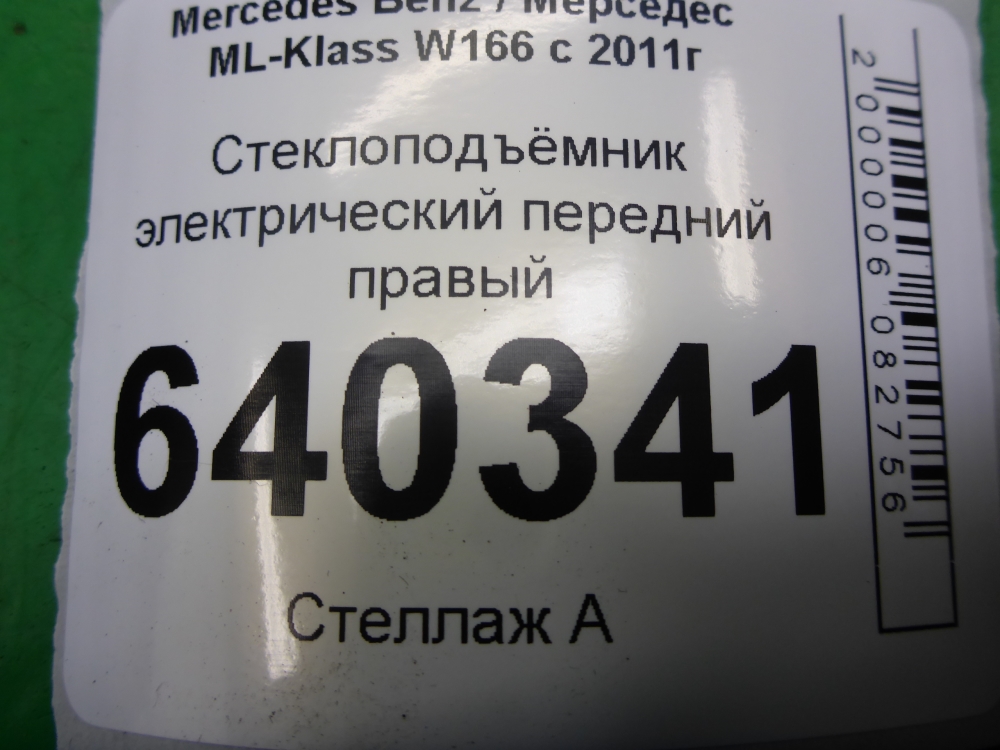 Mercedes Benz / Мерседес
ML-Klass W166 с 2011г
Стеклоподъёмник
электрический передний
правый
640341
Стеллаж А
2000006082756